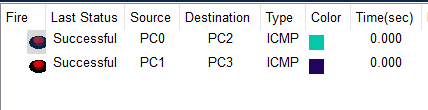 Fire Last Status Source Destination Type Color Time(sec)
Successful PC0 PC2 ICMP 0.000
Successful PC1 PC3 ICMP 0.000